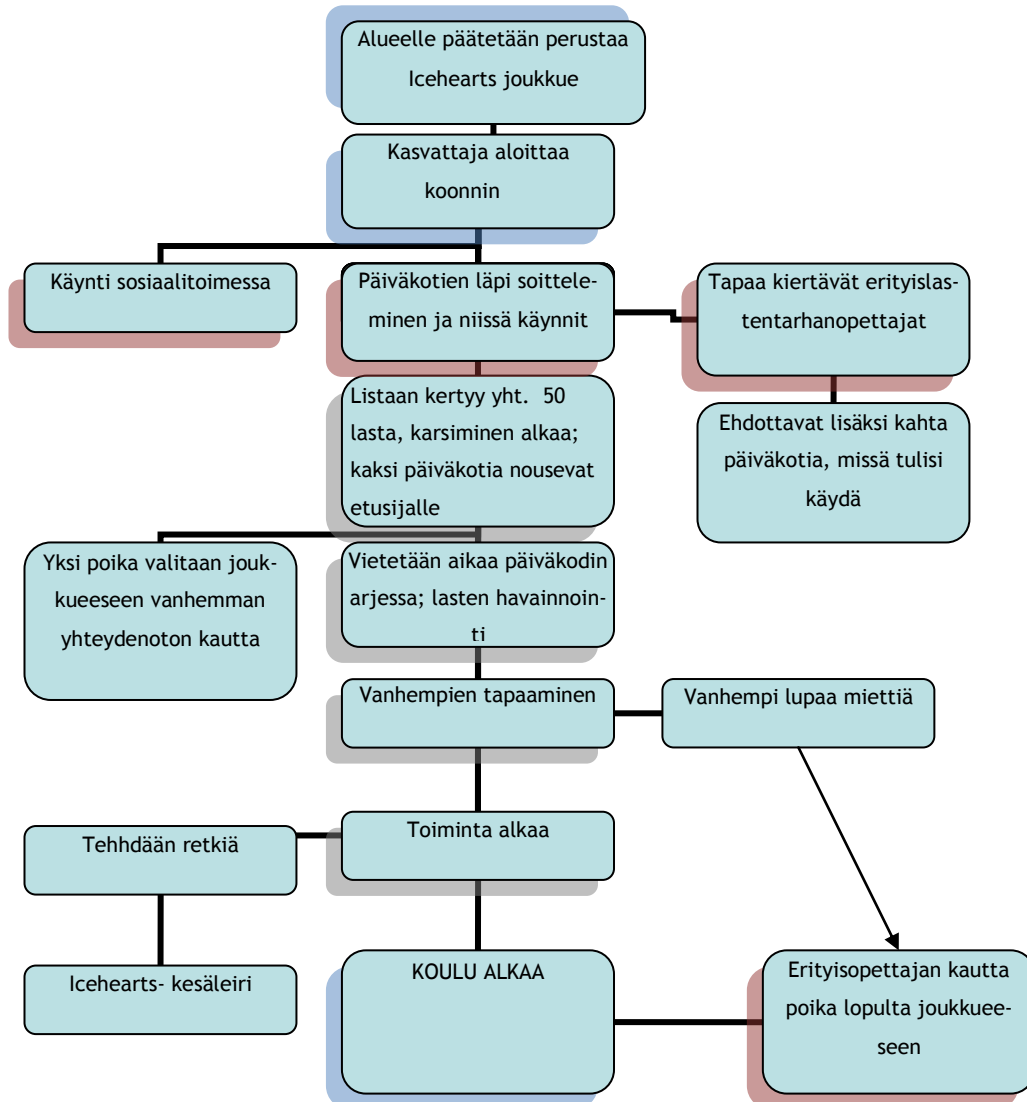 Alueelle päätetään perustaa
Icehearts joukkue
Kasvattaja aloittaa
koonnin
Käynti sosiaalitoimessa
Päiväkotien läpi soittele-
minen ja niissä käynnit
Tapaa kiertävät erityislas-
tentarhanopettajat
Listaan kertyy yht. 50
lasta, karsiminen alkaa;
kaksi päiväkotia nousevat
etusijalle
Ehdottavat lisäksi kahta
päiväkotia, missä tulisi
käydä
Yksi poika valitaan jouk-
kueeseen vanhemman
yhteydenoton kautta
Vietetään aikaa päiväkodin
arjessa; lasten havainnoin-
ti
Vanhempien tapaaminen
Vanhempi lupaa miettiä
Toiminta alkaa
Tehhdään retkiä
Icehearts- kesäleiri
KOULU ALKAA
Erityisopettajan kautta
poika lopulta joukkuee-
seen